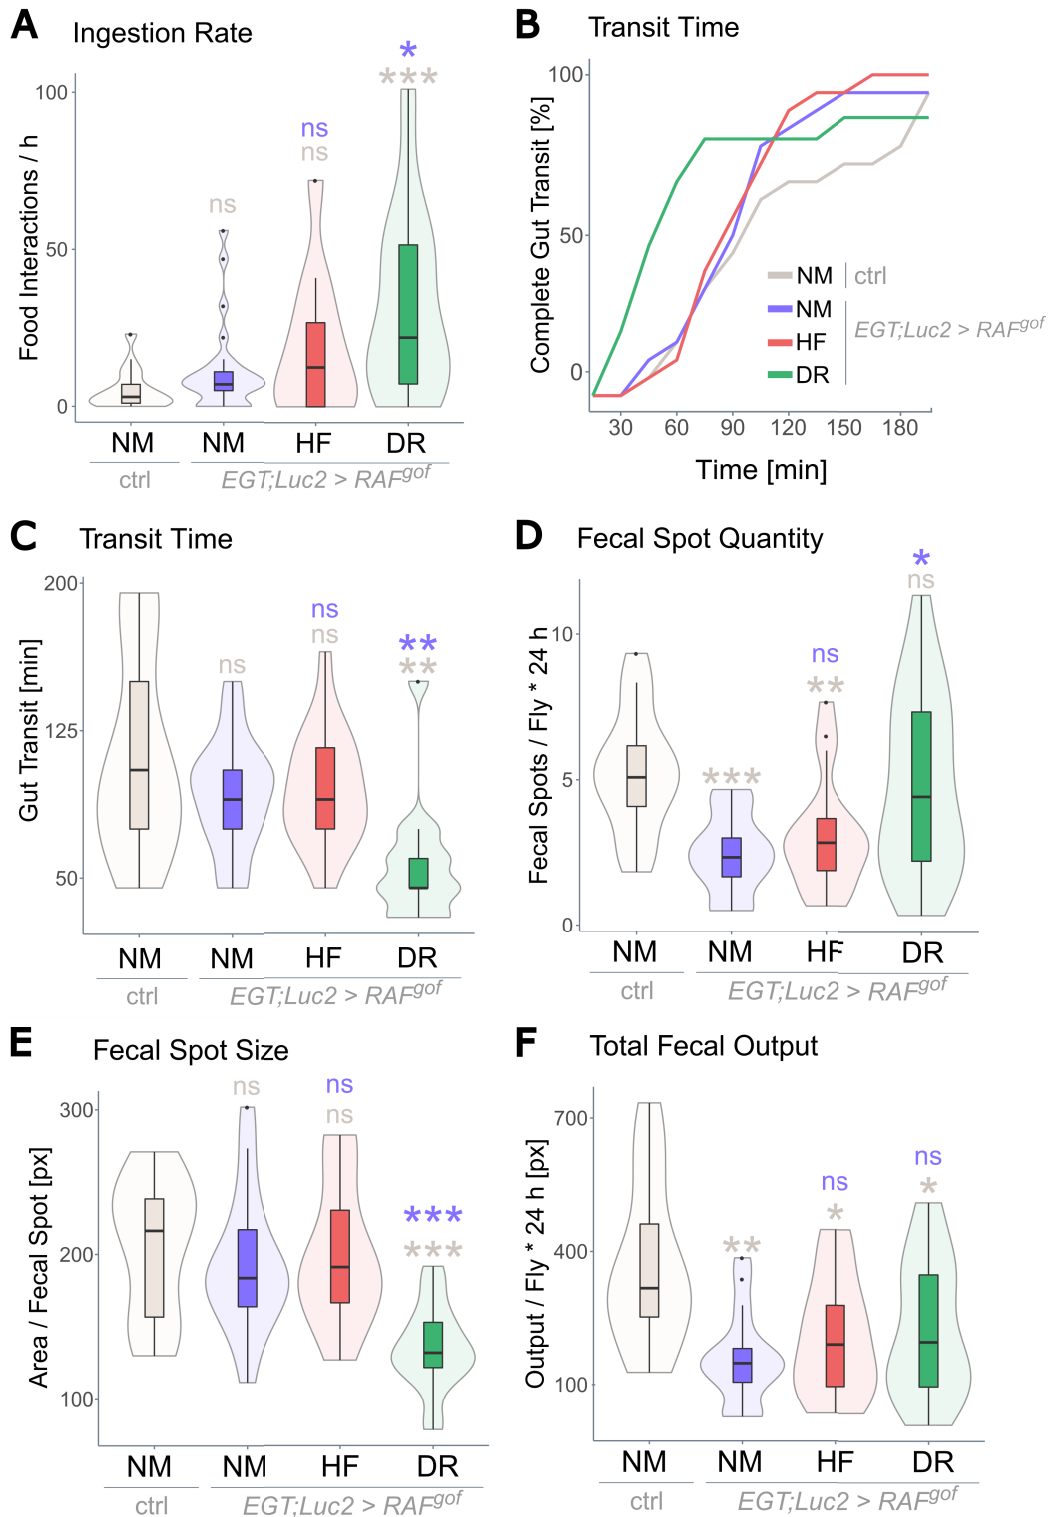 A Ingestion Rate
Food Interactions / h
100
50
0
ns
ns
ns
*
***
NM NM HF DR
ctrl EGT;Luc2 > RAFgof
B Transit Time
Complete Gut Transit [%]
100
50
0
NM ctrl
NM
HF
DR
EGT;Luc2 > RAFgof
30 60 90 120 150 180
Time [min]
C Transit Time
Gut Transit [min]
200
125
50
ns
ns
ns
**
**
NM NM HF DR
ctrl EGT;Luc2 > RAFgof
D Fecal Spot Quantity
Fecal Spots / Fly * 24 h
10
5
0
***
ns
**
*
ns
NM NM HF DR
ctrl EGT;Luc2 > RAFgof
E Fecal Spot Size
Area / Fecal Spot [px]
300
200
100
ns
ns
ns
***
***
NM NM HF DR
ctrl EGT;Luc2 > RAFgof
F Total Fecal Output
Output / Fly * 24 h [px]
700
400
100
**
ns
*
ns
*
NM NM HF DR
ctrl EGT;Luc2 > RAFgof